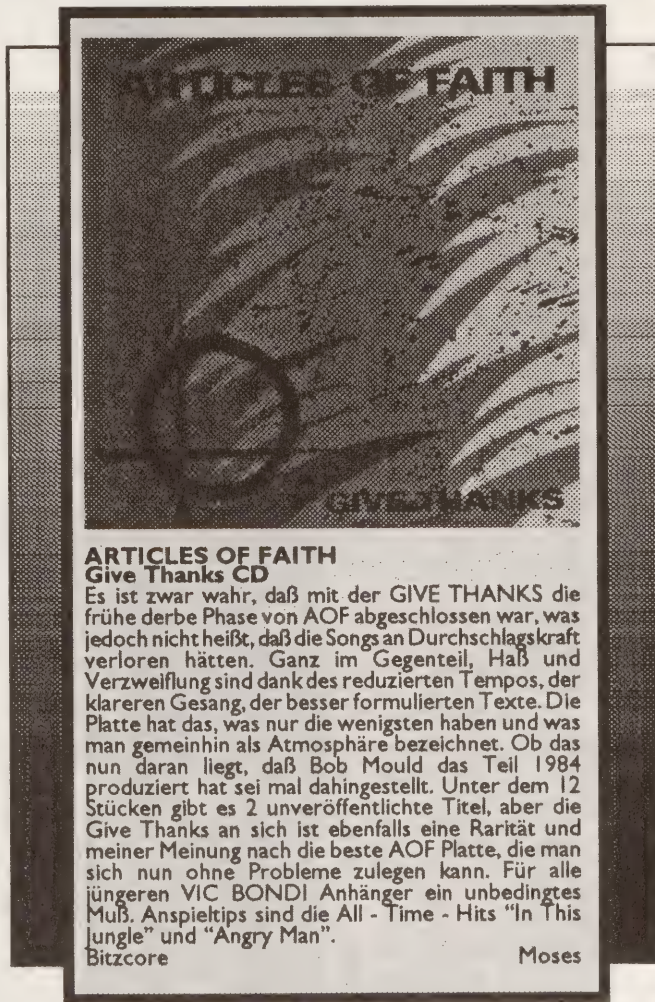 ARTICLES OF FAITH
GIVE THANKS
ARTICLES OF FAITH
Give Thanks CD
Es ist zwar wahr, daß mit der GIVE THANKS die
frühe derbe Phase von AOF abgeschlossen war, was
jedoch nicht heißt, daß die Songs an Durchschlagskraft
verloren hätten. Ganz im Gegenteil, Haß und
Verzweiflung sind dank des reduzierten Tempos, der
klareren Gesang, der besser formulierten Texte. Die
Platte hat das, was nur die wenigsten haben und was
man gemeinhin als Atmosphäre bezeichnet. Ob das
nun daran liegt, daß Bob Mould das Teil 1984
produziert hat sei mal dahingestellt. Unter dem 12
Stücken gibt es 2 unveröffentlichte Titel, aber die
Give Thanks an sich ist ebenfalls eine Rarität und
meiner Meinung nach die beste AOF Platte, die man
sich nun ohne Probleme zulegen kann. Für alle
jüngeren VIC BONDI Anhänger ein unbedingtes
Muß. Anspieltips sind die All - Time - Hits “In This
Jungle” und “Angry Man”.
Bitzcore Moses